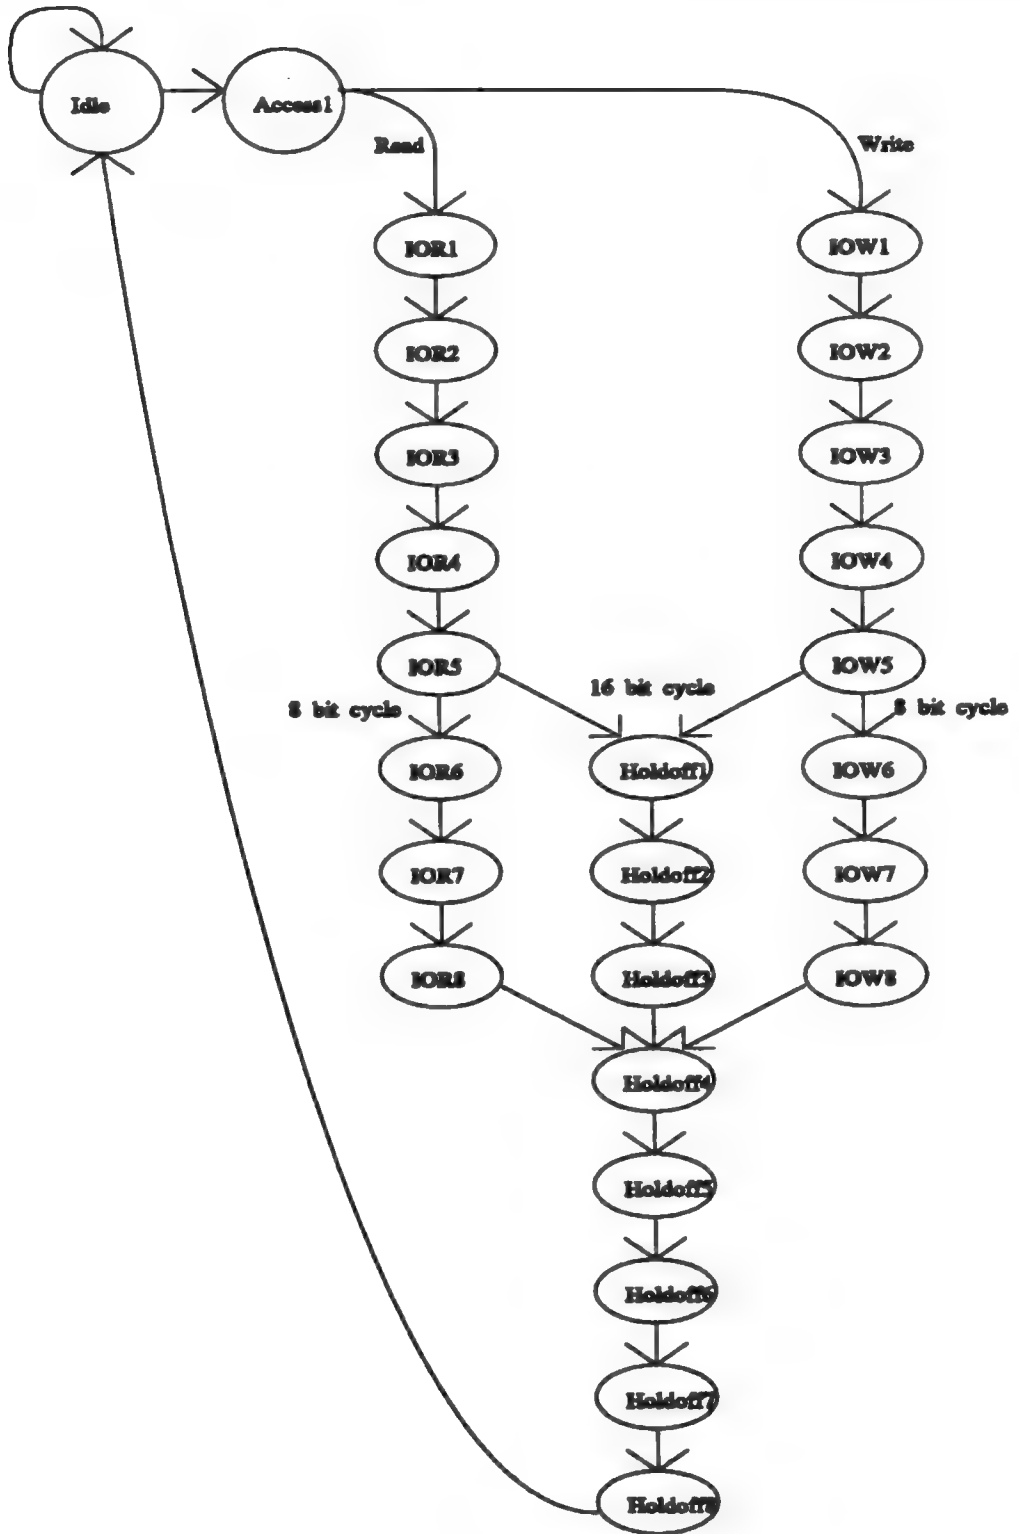 Idle
Access1
Read
Write
IOR1
IOW1
IOR2
IOW2
IOR3
IOW3
IOR4
IOW4
IOR5
IOW5
8 bit cycle
16 bit cycle
8 bit cycle
IOR6
Holdoff1
IOW6
IOR7
Holdoff2
IOW7
IOR8
Holdoff3
IOW8
Holdoff4
Holdoff5
Holdoff6
Holdoff7
Holdoff8